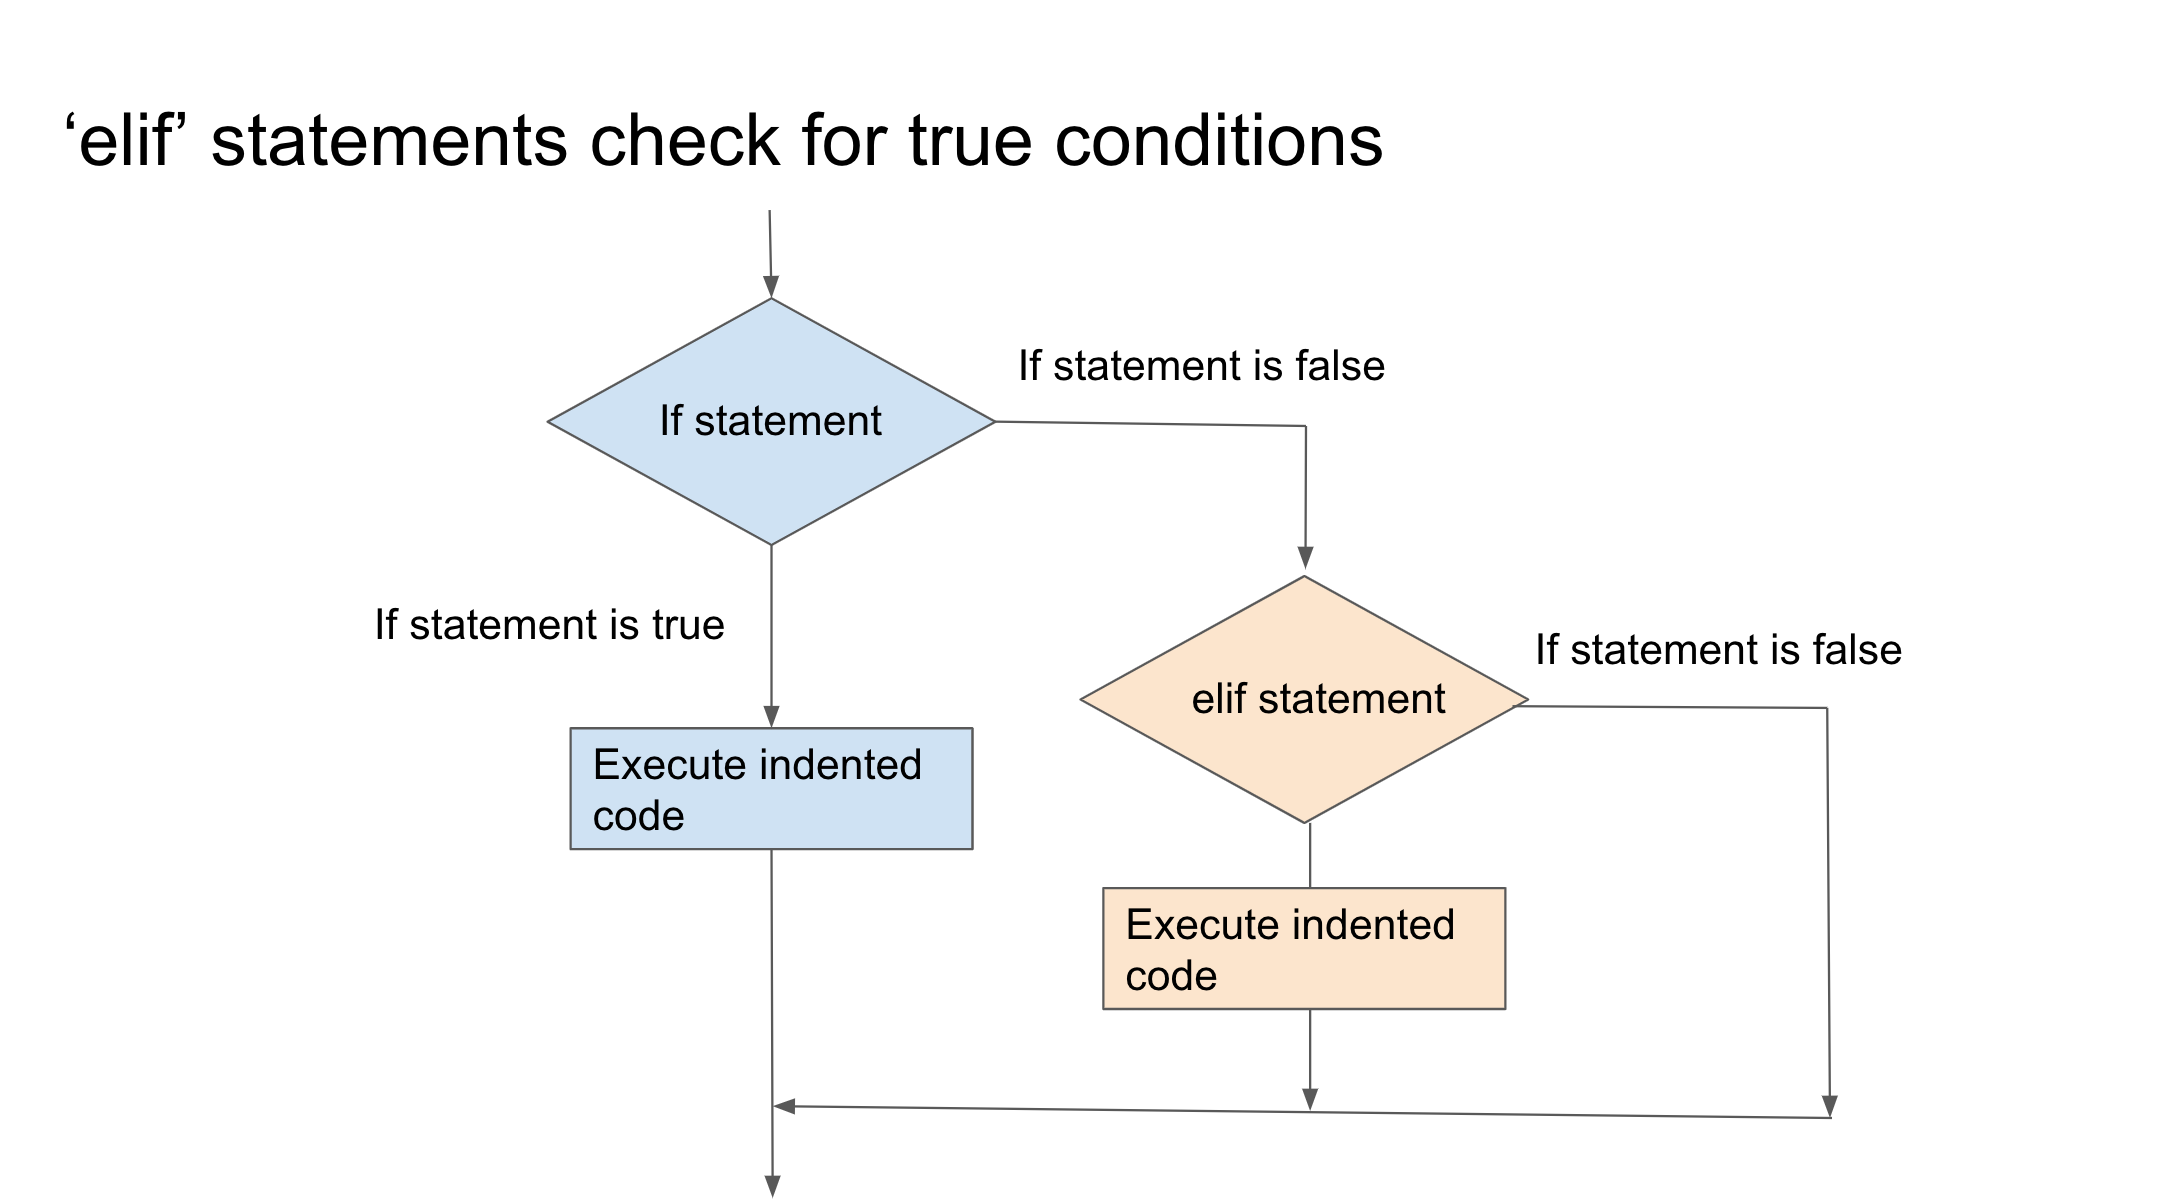 ‘elif’ statements check for true conditions
If statement is false
If statement
If statement is true
If statement is false
elif statement
Execute indented
code
Execute indented
code